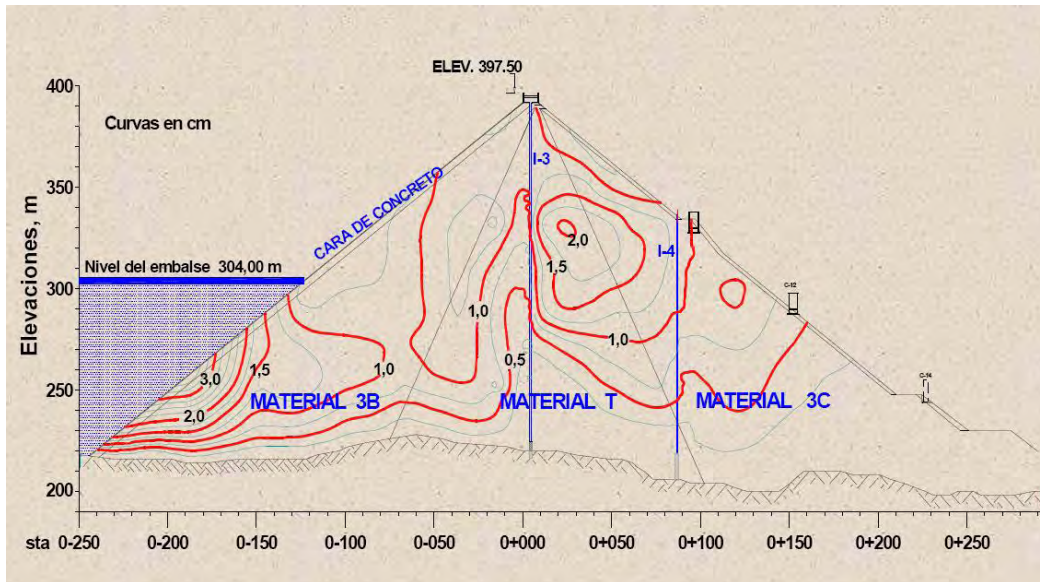 ELEV. 397.50
400
Curvas en cm
I-3
350
CARA DE CONCRETO
2,0
I-4
Nivel del embalse 304,00 m
1,5
C-12
300
1,0
1,0
0,5
3,0
1,5
1,0
2,0
C-14
250
MATERIAL 3B
MATERIAL T
MATERIAL 3C
200
Elevaciones, m
sta 0-250 0-200 0-150 0-100 0-050 0+000 0+050 0+100 0+150 0+200 0+250